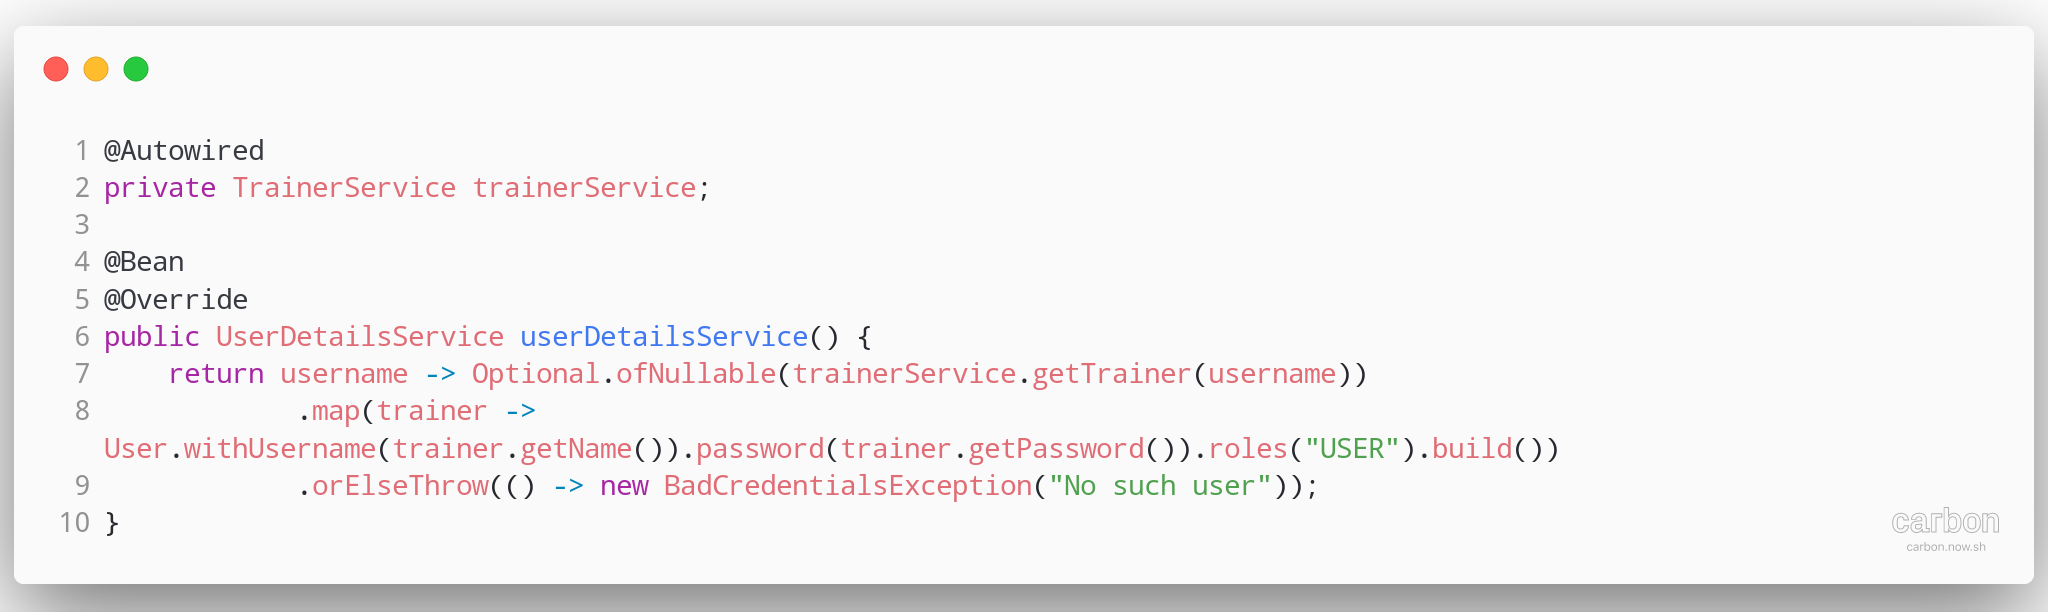 1 @Autowired
2 private TrainerService trainerService;
3
4 @Bean
5 @Override
6 public UserDetailsService userDetailsService() {
7     return username -> Optional.ofNullable(trainerService.getTrainer(username))
8             .map(trainer ->
User.withUsername(trainer.getName()).password(trainer.getPassword()).roles("USER").build())
9             .orElseThrow(() -> new BadCredentialsException("No such user"));
10 }
carbon
carbon.now.sh